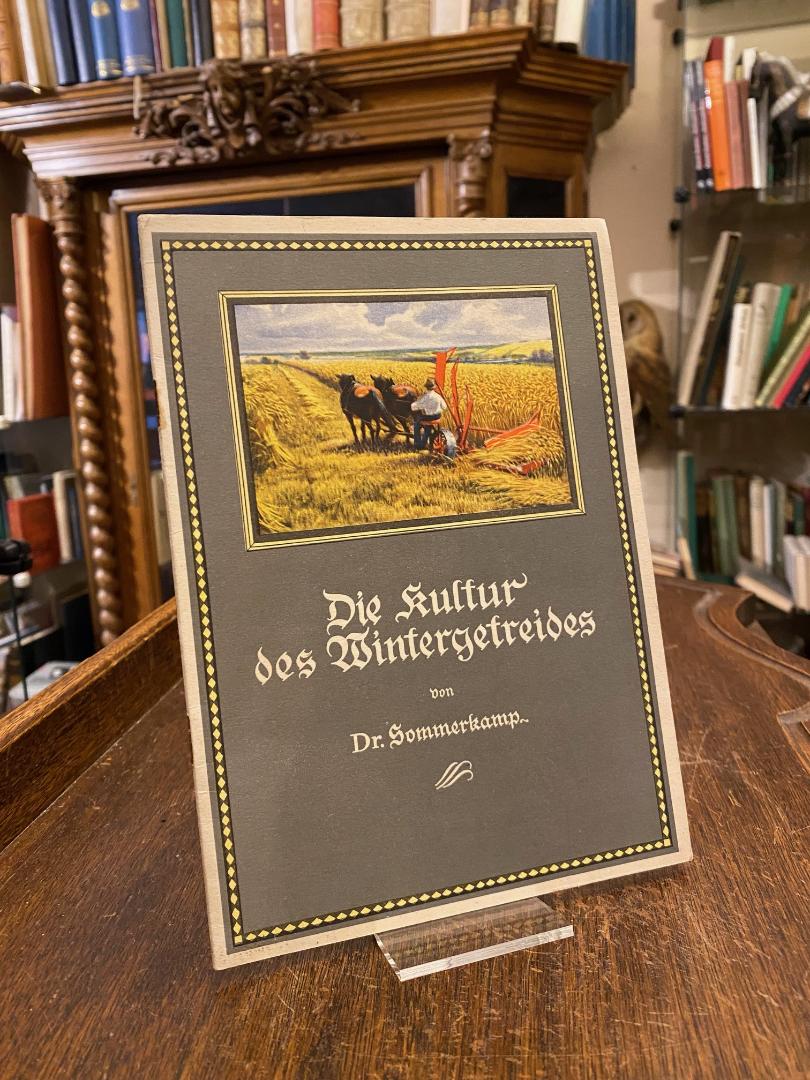 Die Kultur
des Wintergetreides
von
Dr. Sommerkamp.